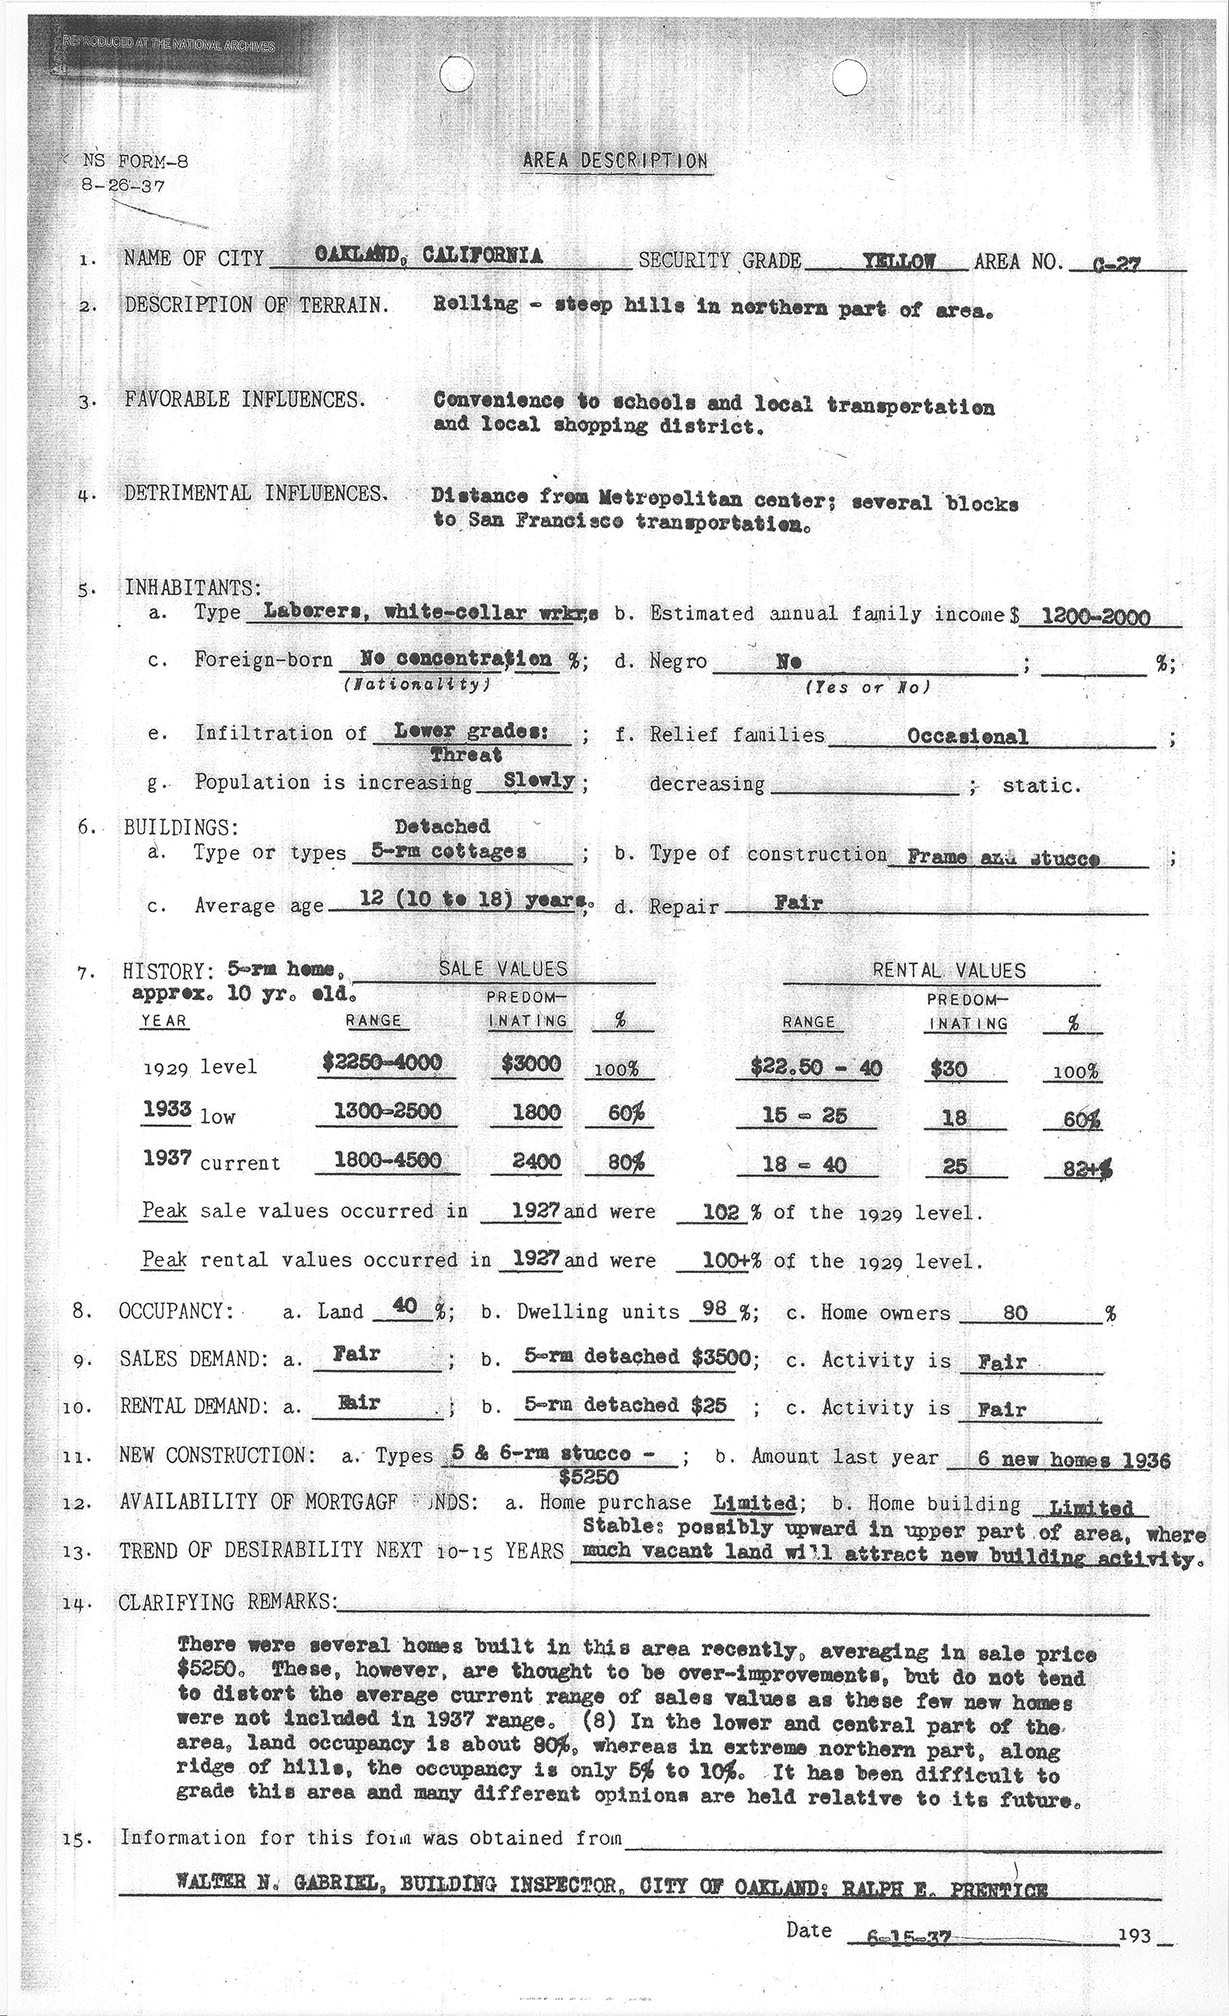 REPRODUCED AT THE NATIONAL ARCHIVES
NS FORM-8
8-26-37
AREA DESCRIPTION
1. NAME OF CITY OAKLAND, CALIFORNIA SECURITY GRADE YELLOW AREA NO. C-27
2. DESCRIPTION OF TERRAIN. Rolling - steep hills in northern part of area.
3. FAVORABLE INFLUENCES. Convenience to schools and local transportation
and local shopping district.
4. DETRIMENTAL INFLUENCES. Distance from Metropolitan center; several blocks
to San Francisco transportation.
5. INHABITANTS:
a. Type Laborers, white-collar wrkrs; b. Estimated annual family income $ 1200-2000
c. Foreign-born No concentration %; d. Negro No ; %;
(Nationality) (Yes or No)
e. Infiltration of Lower grades: ; f. Relief families Occasional ;
Threat
g. Population is increasing Slowly ; decreasing ; static.
6. BUILDINGS: Detached
a. Type or types 5-rm cottages ; b. Type of construction Frame and stucco ;
c. Average age 12 (10 to 18) years. ; d. Repair Fair
7. HISTORY: 5-rm home, SALE VALUES RENTAL VALUES
approx. 10 yr. old. PREDOM- PREDOM-
YEAR RANGE INATING % RANGE INATING %
1929 level $2250-4000 $3000 100% $22.50 - 40 $30 100%
1933 low 1300-2500 1800 60% 15 - 25 18 60%
1937 current 1800-4500 2400 80% 18 - 40 25 82+%
Peak sale values occurred in 1927 and were 102 % of the 1929 level.
Peak rental values occurred in 1927 and were 100+% of the 1929 level.
8. OCCUPANCY: a. Land 40 %; b. Dwelling units 98 %; c. Home owners 80 %
9. SALES DEMAND: a. Fair ; b. 5-rm detached $3500; c. Activity is Fair
10. RENTAL DEMAND: a. Fair ; b. 5-rm detached $25 ; c. Activity is Fair
11. NEW CONSTRUCTION: a. Types 5 & 6-rm stucco - ; b. Amount last year 6 new homes 1936
$5250
12. AVAILABILITY OF MORTGAGE FUNDS: a. Home purchase Limited; b. Home building Limited
Stable: possibly upward in upper part of area, where
13. TREND OF DESIRABILITY NEXT 10-15 YEARS much vacant land will attract new building activity.
14. CLARIFYING REMARKS:
There were several homes built in this area recently, averaging in sale price
$5250. These, however, are thought to be over-improvements, but do not tend
to distort the average current range of sales values as these few new homes
were not included in 1937 range. (8) In the lower and central part of the
area, land occupancy is about 80%, whereas in extreme northern part, along
ridge of hills, the occupancy is only 5% to 10%. It has been difficult to
grade this area and many different opinions are held relative to its future.
15. Information for this form was obtained from
WALTER N. GABRIEL, BUILDING INSPECTOR, CITY OF OAKLAND; RALPH E. PRENTICE
Date 6-15-37 193